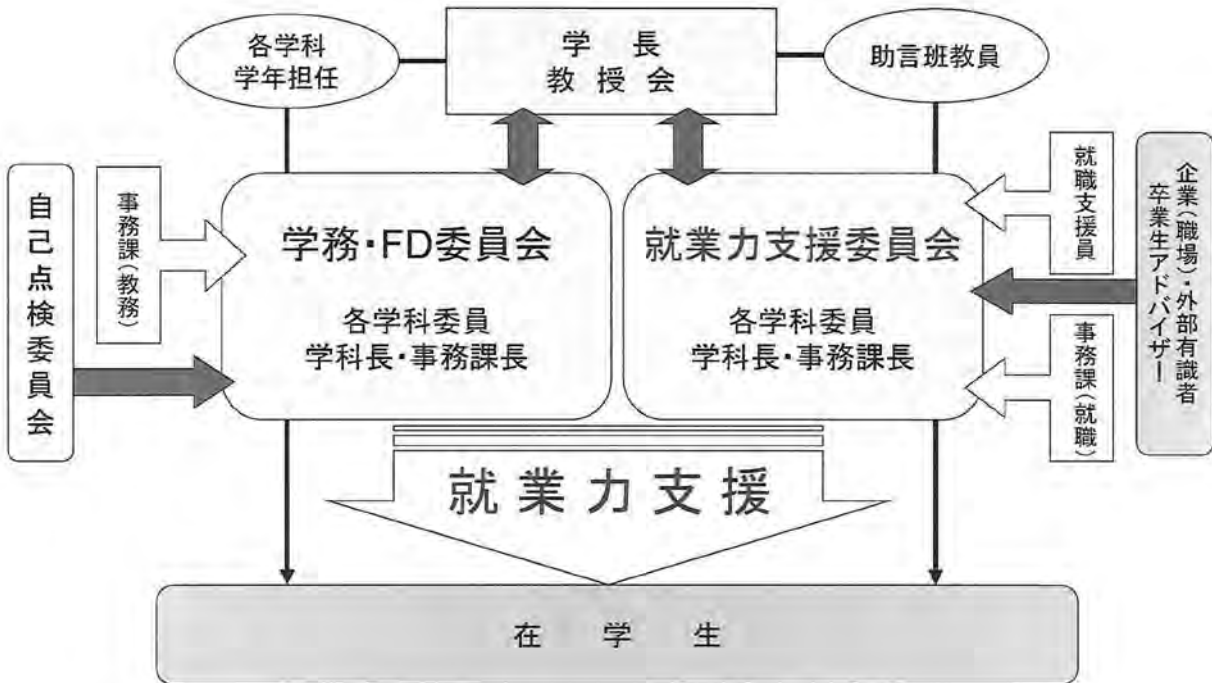 各学科
学年担任
学長
教授会
助言班教員
自己点検委員会
事務課(教務)
学務・FD委員会
各学科委員
学科長・事務課長
就業力支援委員会
各学科委員
学科長・事務課長
就職支援員
事務課(就職)
企業(職場)・外部有識者
卒業生アドバイザー
就業力支援
在学生